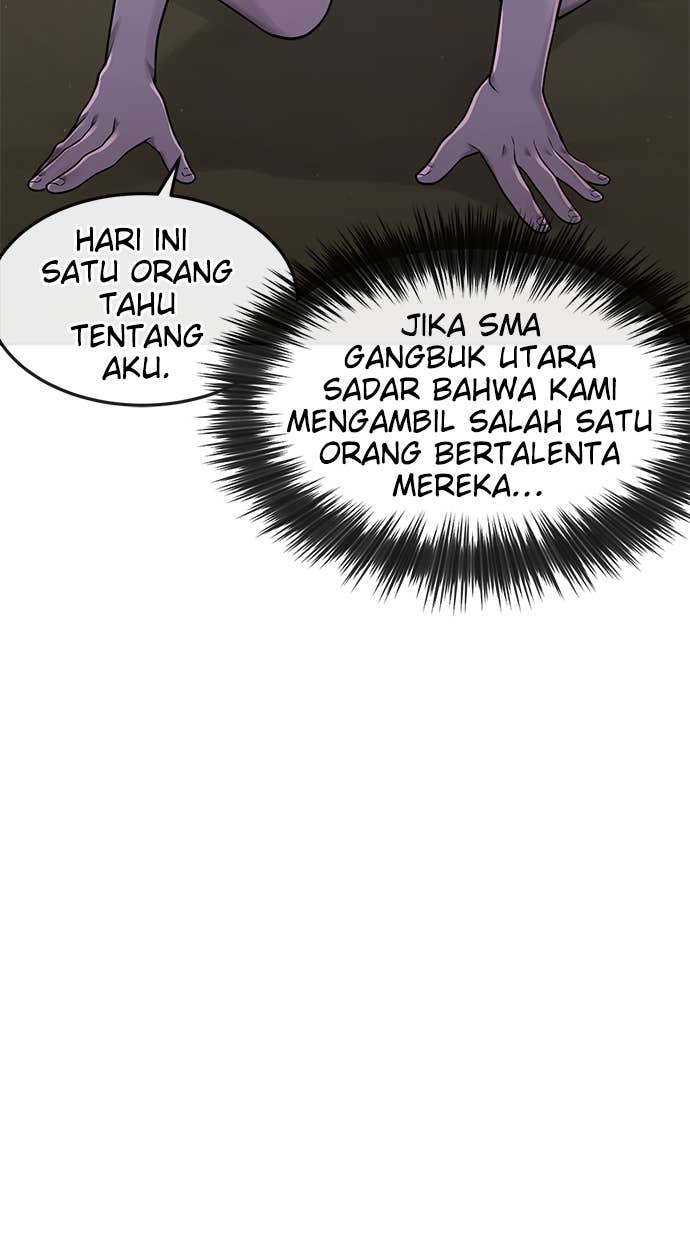 HARI INI
SATU ORANG
TAHU
TENTANG
AKU.
JIKA SMA
GANGBUK UTARA
SADAR BAHWA KAMI
MENGAMBIL SALAH SATU
ORANG BERTALENTA
MEREKA...